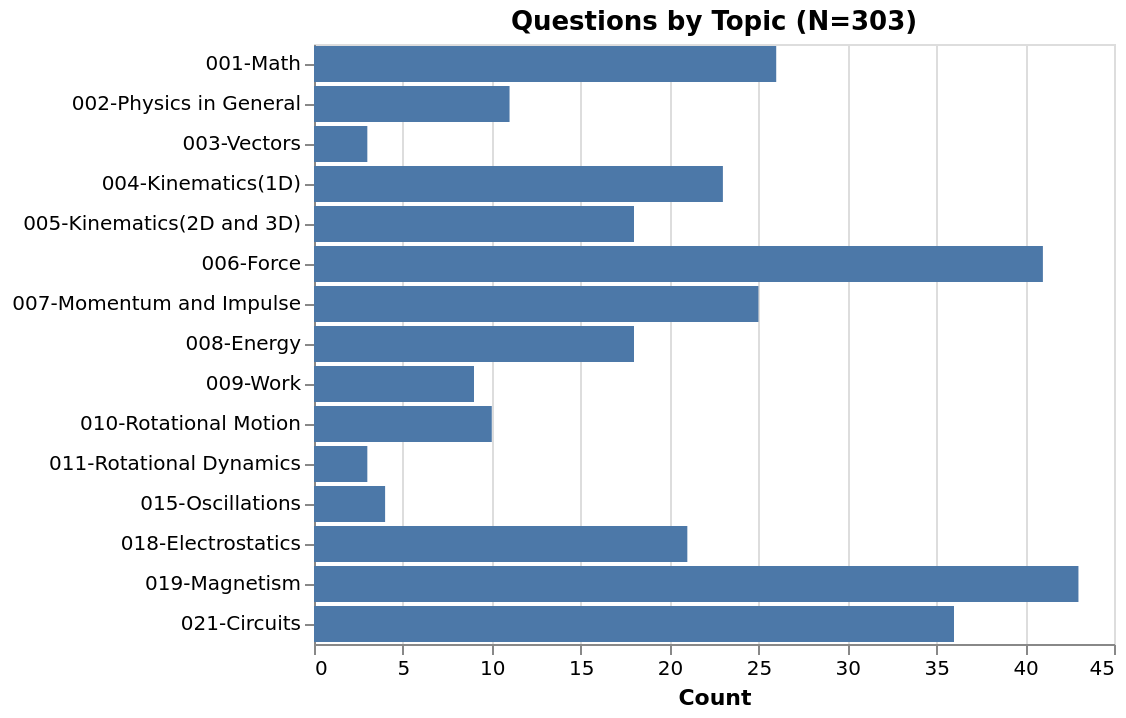 Questions by Topic (N=303)
001-Math
002-Physics in General
003-Vectors
004-Kinematics(1D)
005-Kinematics(2D and 3D)
006-Force
007-Momentum and Impulse
008-Energy
009-Work
010-Rotational Motion
011-Rotational Dynamics
015-Oscillations
018-Electrostatics
019-Magnetism
021-Circuits
0 5 10 15 20 25 30 35 40 45
Count